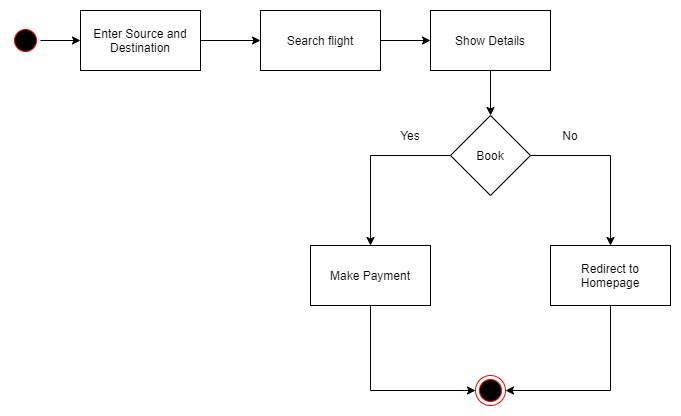 Enter Source and
Destination
Search flight
Show Details
Yes
Book
No
Make Payment
Redirect to
Homepage